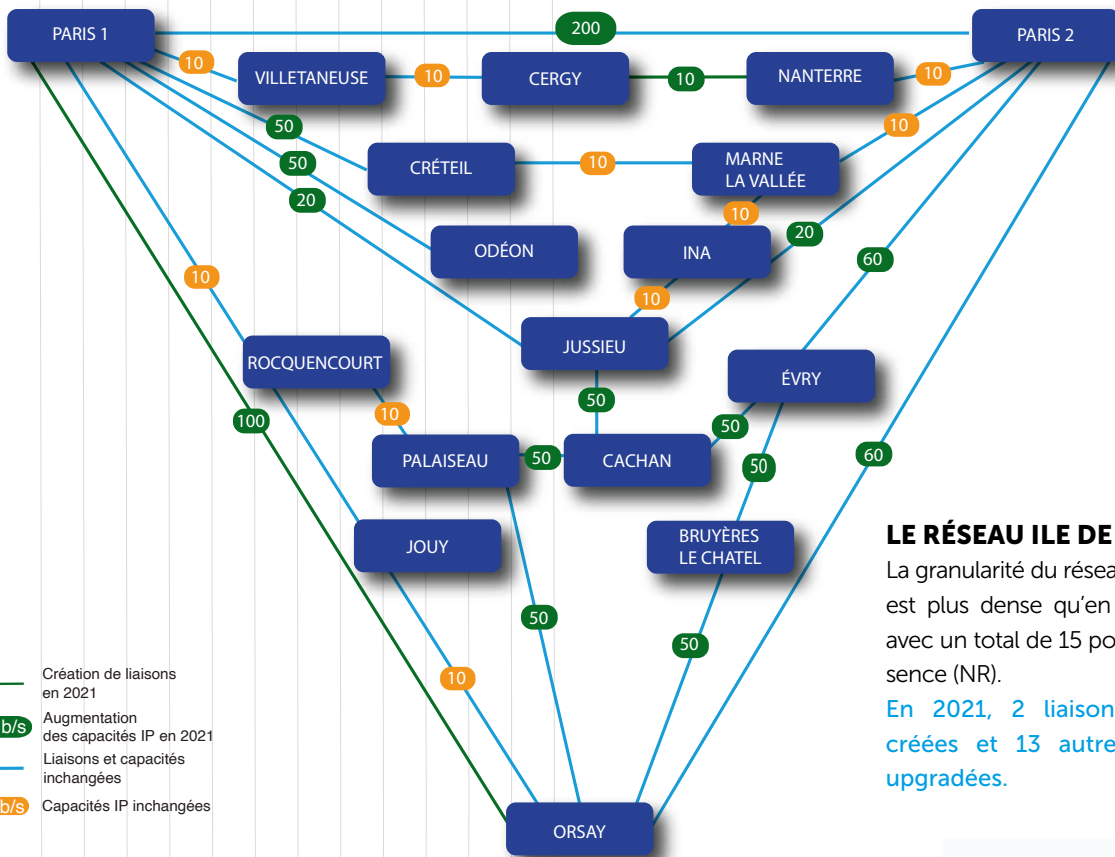 PARIS 1
200
PARIS 2
10
VILLETANEUSE
10
CERGY
10
NANTERRE
10
50
10
CRÉTEIL
10
MARNE
LA VALLÉE
50
20
10
ODÉON
INA
20
60
10
10
JUSSIEU
ROCQUENCOURT
ÉVRY
50
10
100
50
PALAISEAU
50
CACHAN
50
60
JOUY
BRUYÈRES
LE CHATEL
50
50
10
ORSAY
Création de liaisons
en 2021
b/s
Augmentation
des capacités IP en 2021
Liaisons et capacités
inchangées
b/s
Capacités IP inchangées
LE RÉSEAU ILE DE
La granularité du résea
est plus dense qu’en
avec un total de 15 po
sence (NR).
En 2021, 2 liaison
créées et 13 autre
upgradées.